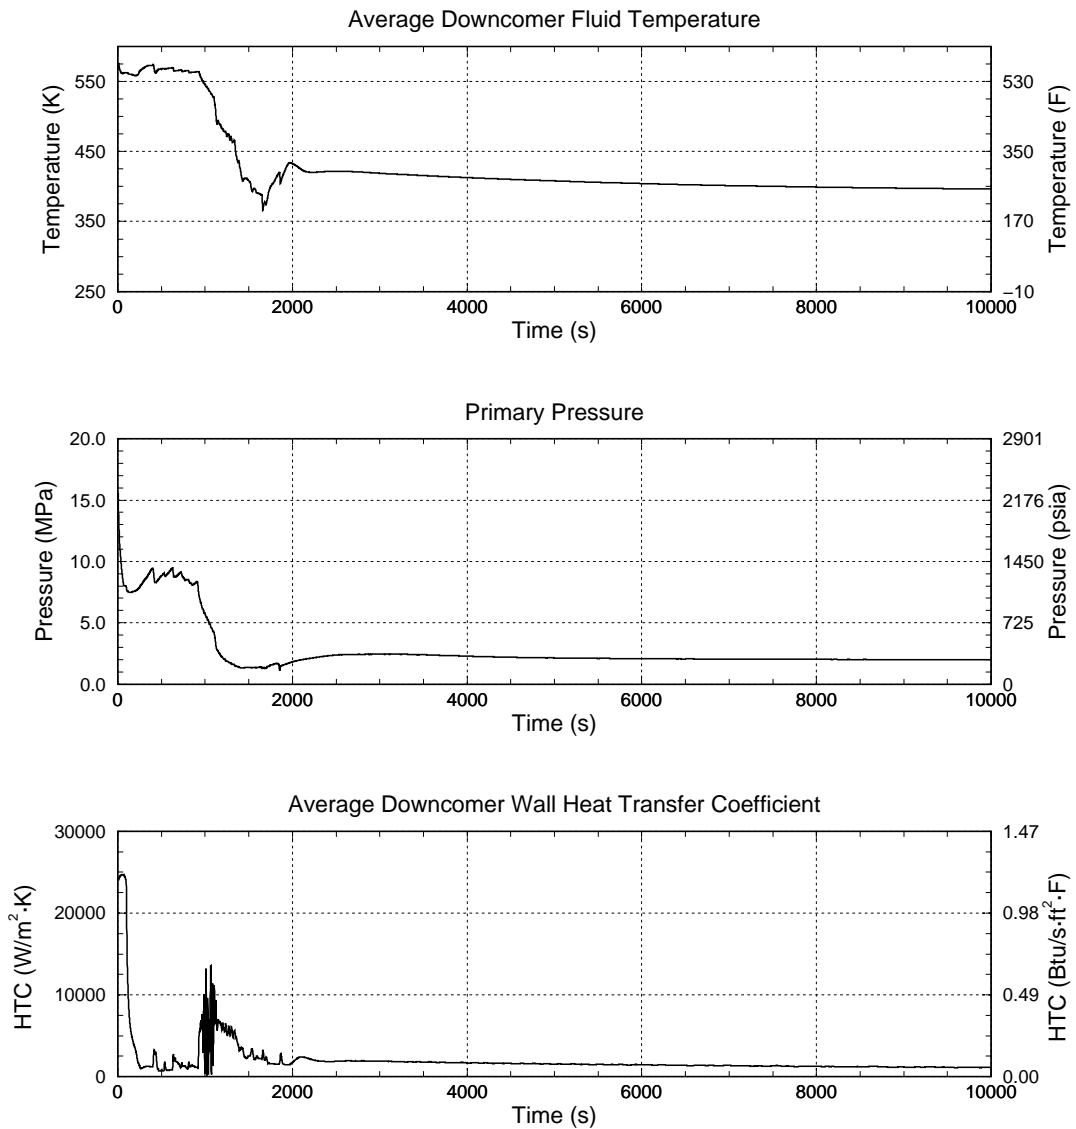 Average Downcomer Fluid Temperature
550
450
350
250
Temperature (K)
530
350
170
−10
Temperature (F)
0 2000 4000 6000 8000 10000
Time (s)
Primary Pressure
20.0
15.0
10.0
5.0
0.0
Pressure (MPa)
2901
2176
1450
725
0
Pressure (psia)
0 2000 4000 6000 8000 10000
Time (s)
Average Downcomer Wall Heat Transfer Coefficient
30000
20000
10000
0
HTC (W/m²·K)
1.47
0.98
0.49
0.00
HTC (Btu/s·ft²·F)
0 2000 4000 6000 8000 10000
Time (s)